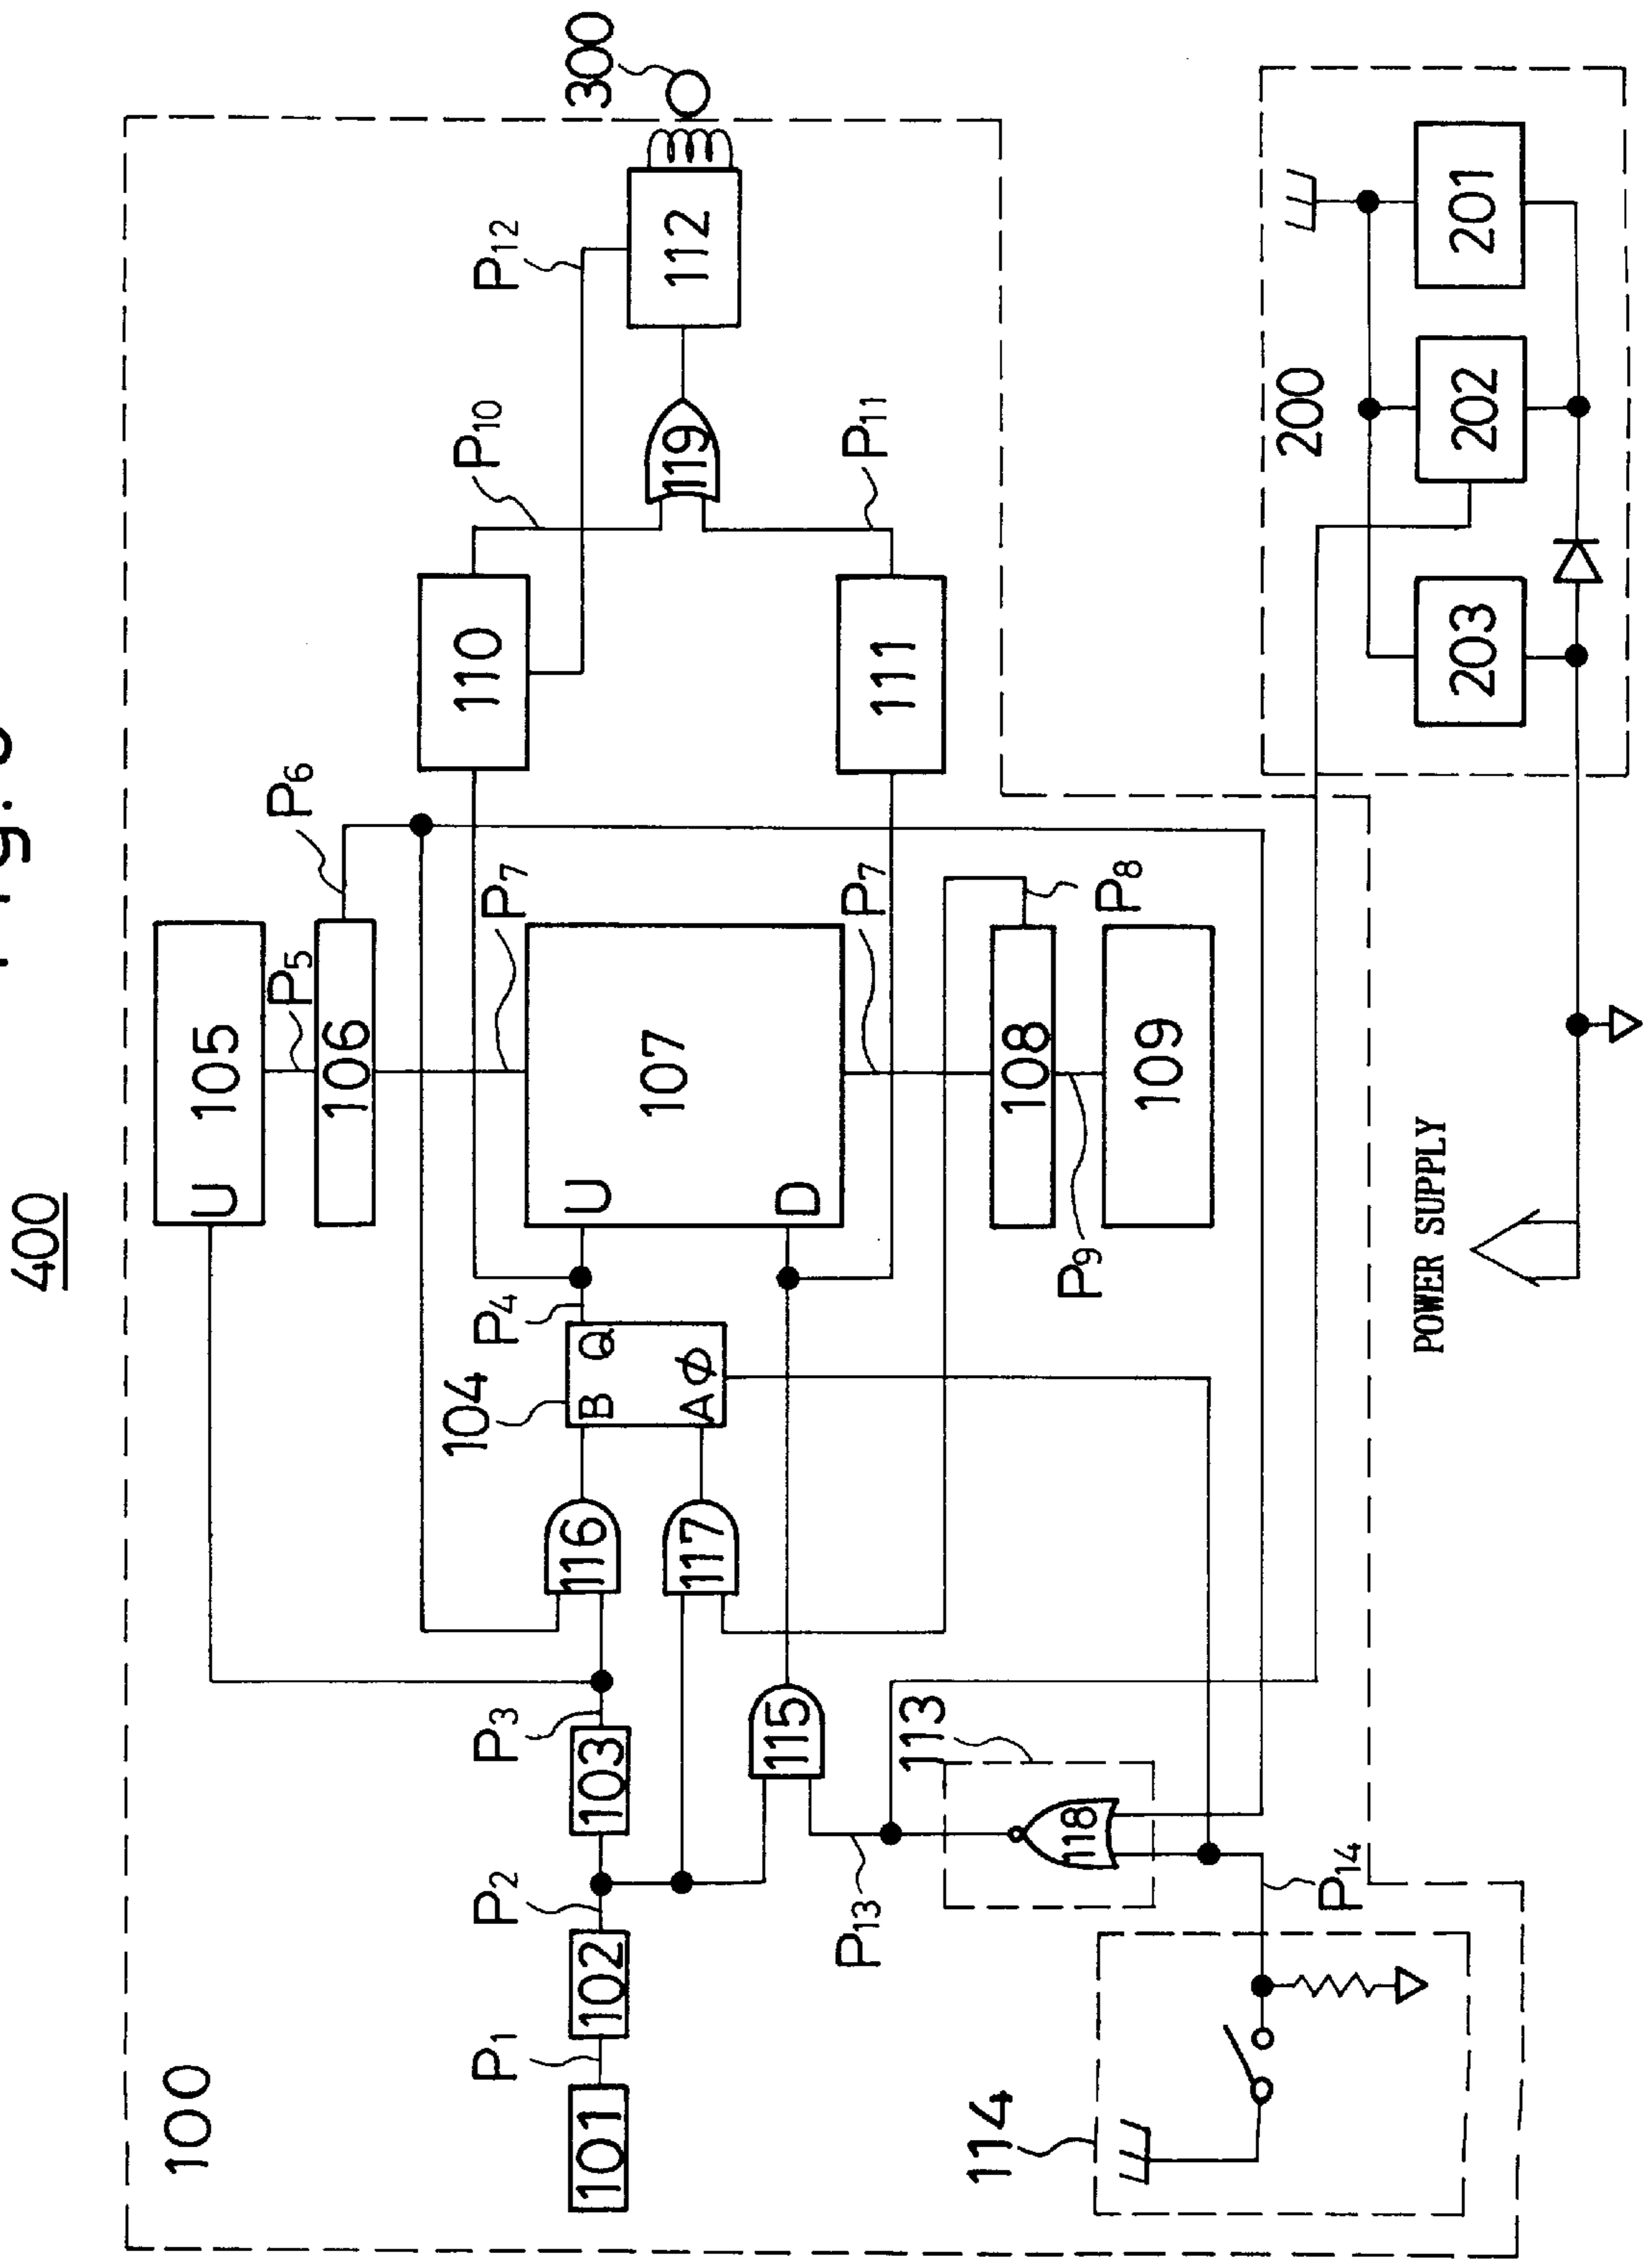 400
100
U
105
P5
P6
106
P1
P2
P3
104
P4
P7
P10
P12
110
300
101
102
103
116
B
Q
U
107
117
A
ϕ
119
112
115
D
P7
P11
P13
113
111
114
118
108
P8
P9
109
P14
200
POWER SUPPLY
203
202
201